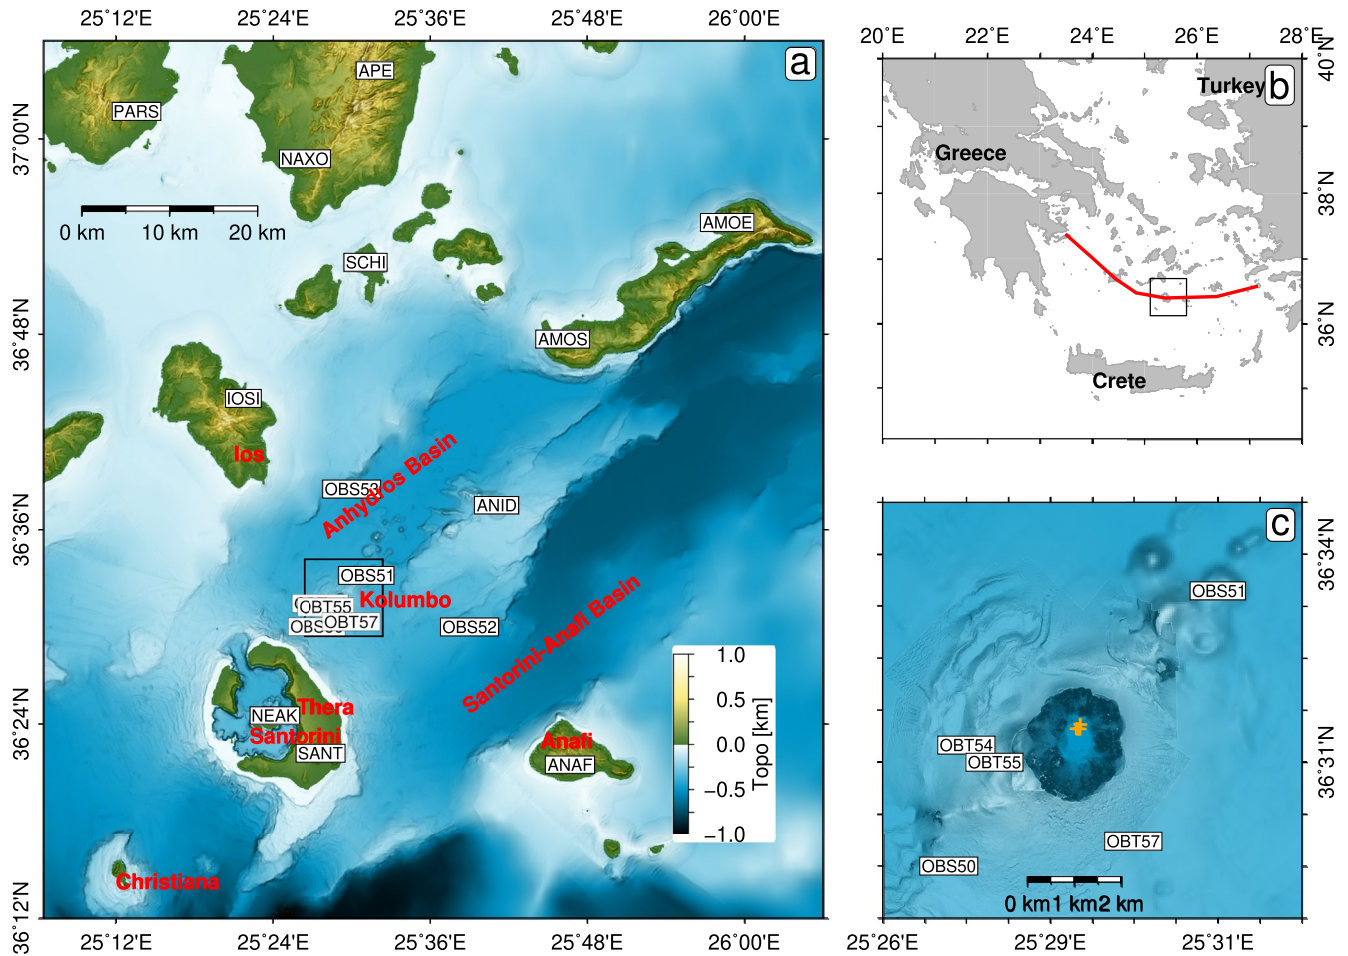 25°12'E 25°24'E 25°36'E 25°48'E 26°00'E
a
37°00'N
36°48'N
36°36'N
36°24'N
36°12'N
APE
PARS
NAXO
0 km 10 km 20 km
AMOE
SCHI
AMOS
IOSI
Ios
Anhydros Basin
OBS53
ANID
OBS51
OBT55
Kolumbo
OBT57
OBS52
Santorini-Anafi Basin
Thera
NEAK
Santorini
SANT
Anafi
ANAF
Christiana
1.0
0.5
0.0
−0.5
−1.0
Topo [km]
25°12'E 25°24'E 25°36'E 25°48'E 26°00'E
20°E 22°E 24°E 26°E 28°E
b
40°N
38°N
36°N
Turkey
Greece
Crete
c
36°34'N
36°31'N
OBS51
OBT54
OBT55
OBT57
OBS50
0 km 1 km 2 km
25°26'E 25°29'E 25°31'E